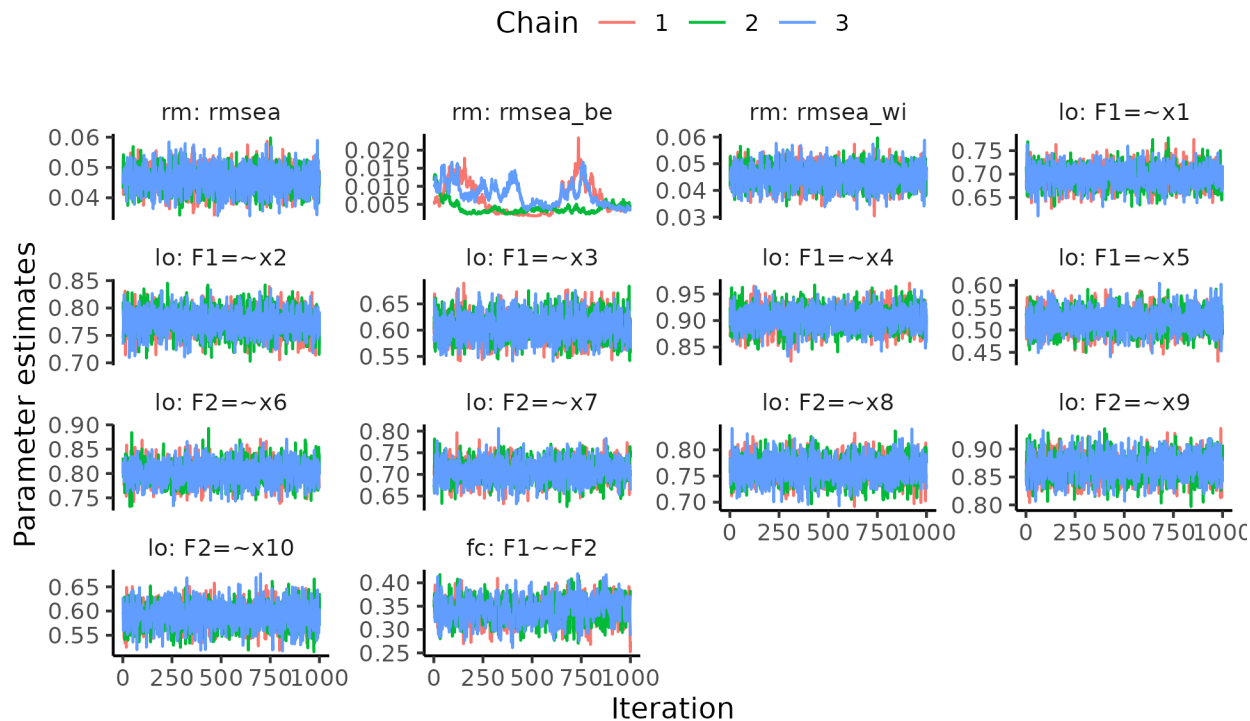 Chain 1 2 3
rm: rmsea rm: rmsea_be rm: rmsea_wi lo: F1=~x1
0.06 0.05 0.04
0.020 0.015 0.010 0.005
0.06 0.05 0.04 0.03
0.75 0.70 0.65
Parameter estimates
lo: F1=~x2 lo: F1=~x3 lo: F1=~x4 lo: F1=~x5
0.85 0.80 0.75 0.70
0.65 0.60 0.55
0.95 0.90 0.85
0.60 0.55 0.50 0.45
lo: F2=~x6 lo: F2=~x7 lo: F2=~x8 lo: F2=~x9
0.90 0.85 0.80 0.75
0.80 0.75 0.70 0.65
0.80 0.75 0.70
0.90 0.85 0.80
0 250 500 750 1000
0 250 500 750 1000
lo: F2=~x10 fc: F1~~F2
0.65 0.60 0.55
0.40 0.35 0.30 0.25
0 250 500 750 1000
0 250 500 750 1000
Iteration